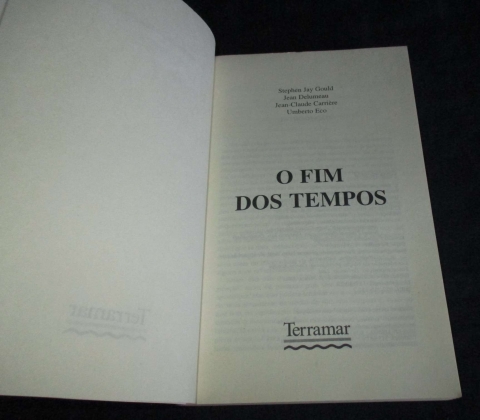 Stephen Jay Gould
Jean Delumeau
Jean-Claude Carrière
Umberto Eco
O FIM
DOS TEMPOS
Terramar